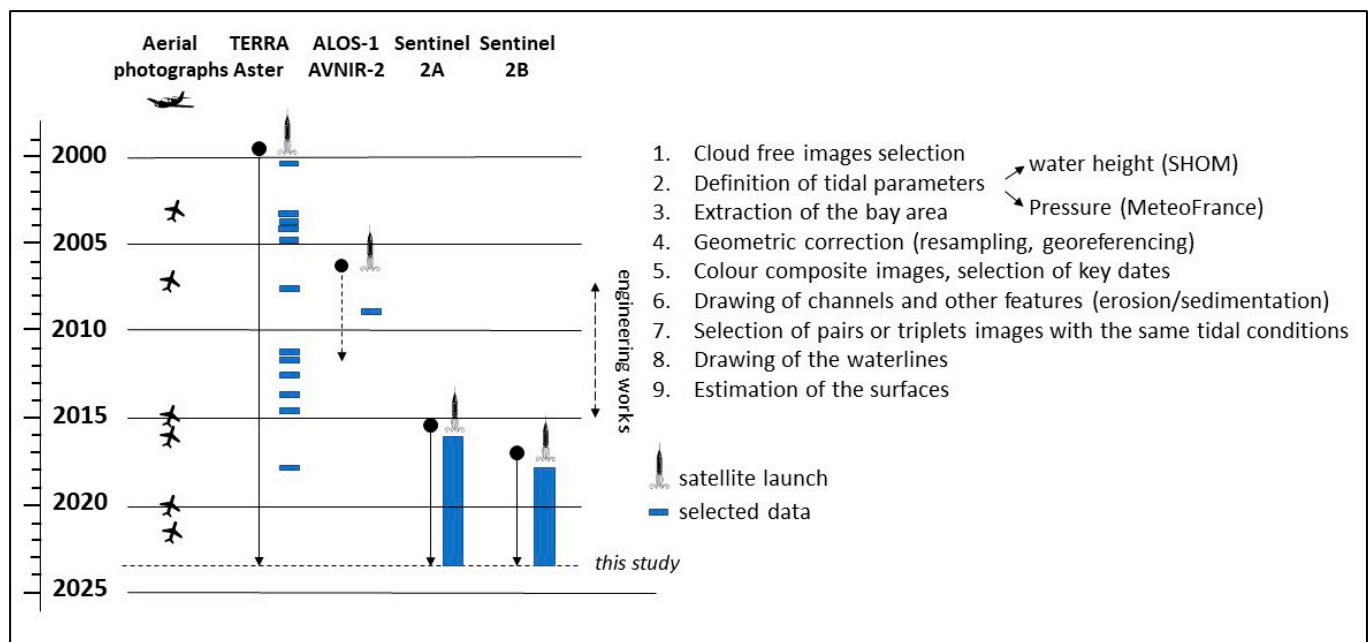 Aerial photographs
TERRA Aster
ALOS-1 AVNIR-2
Sentinel 2A
Sentinel 2B
2000
2005
2010
2015
2020
2025
engineering works
this study
1. Cloud free images selection
2. Definition of tidal parameters
water height (SHOM)
Pressure (MeteoFrance)
3. Extraction of the bay area
4. Geometric correction (resampling, georeferencing)
5. Colour composite images, selection of key dates
6. Drawing of channels and other features (erosion/sedimentation)
7. Selection of pairs or triplets images with the same tidal conditions
8. Drawing of the waterlines
9. Estimation of the surfaces
satellite launch
selected data